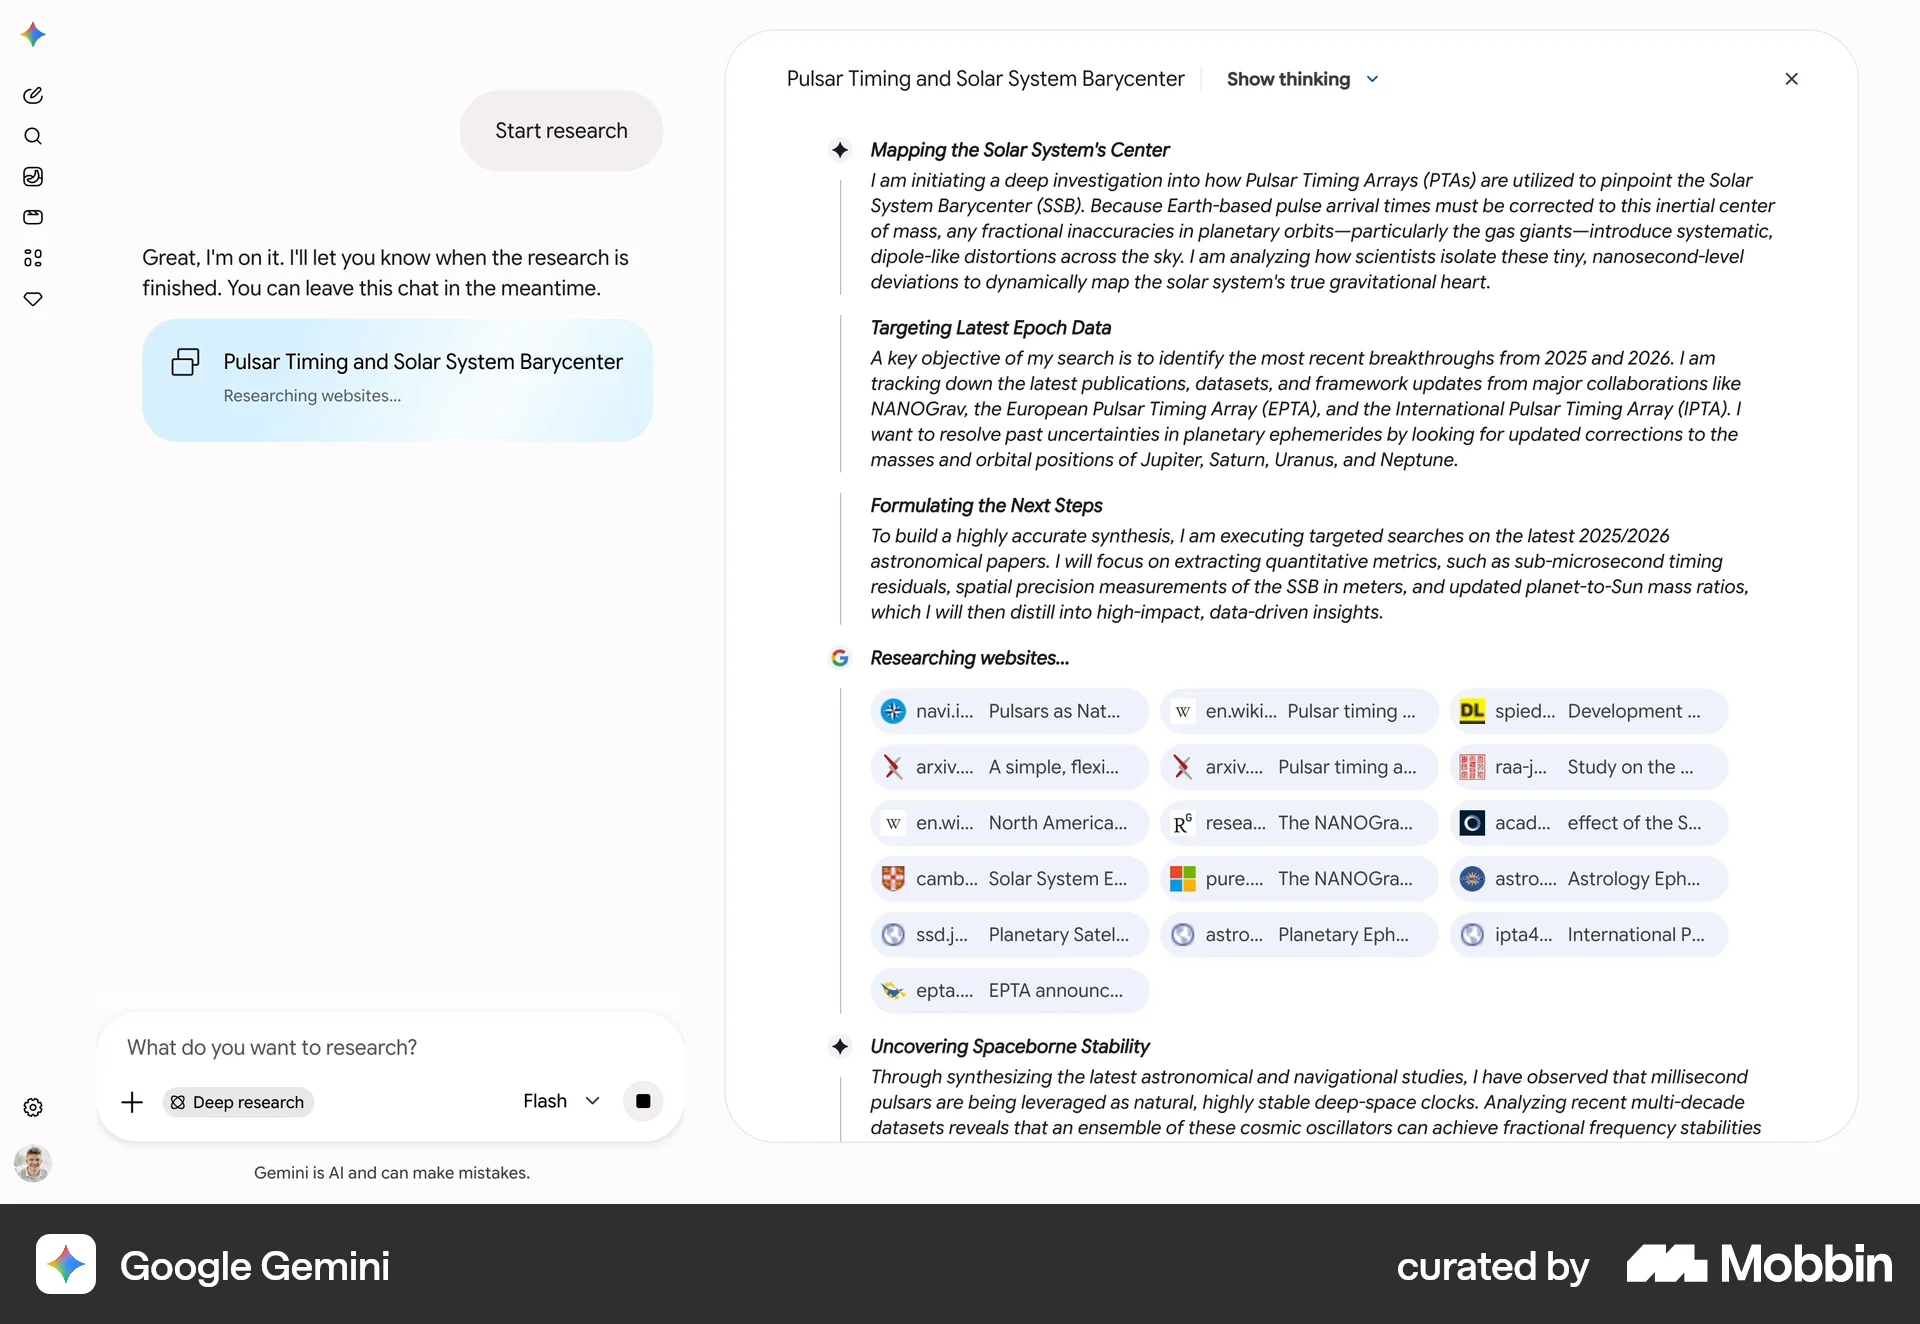 Start research
Great, I'm on it. I'll let you know when the research is
finished. You can leave this chat in the meantime.
Pulsar Timing and Solar System Barycenter
Researching websites...
What do you want to research?
Deep research
Flash
Gemini is AI and can make mistakes.
Pulsar Timing and Solar System Barycenter
Show thinking
Mapping the Solar System's Center
I am initiating a deep investigation into how Pulsar Timing Arrays (PTAs) are utilized to pinpoint the Solar
System Barycenter (SSB). Because Earth-based pulse arrival times must be corrected to this inertial center
of mass, any fractional inaccuracies in planetary orbits—particularly the gas giants—introduce systematic,
dipole-like distortions across the sky. I am analyzing how scientists isolate these tiny, nanosecond-level
deviations to dynamically map the solar system's true gravitational heart.
Targeting Latest Epoch Data
A key objective of my search is to identify the most recent breakthroughs from 2025 and 2026. I am
tracking down the latest publications, datasets, and framework updates from major collaborations like
NANOGrav, the European Pulsar Timing Array (EPTA), and the International Pulsar Timing Array (IPTA). I
want to resolve past uncertainties in planetary ephemerides by looking for updated corrections to the
masses and orbital positions of Jupiter, Saturn, Uranus, and Neptune.
Formulating the Next Steps
To build a highly accurate synthesis, I am executing targeted searches on the latest 2025/2026
astronomical papers. I will focus on extracting quantitative metrics, such as sub-microsecond timing
residuals, spatial precision measurements of the SSB in meters, and updated planet-to-Sun mass ratios,
which I will then distill into high-impact, data-driven insights.
Researching websites...
navi.i... Pulsars as Nat...
W en.wiki... Pulsar timing ...
DL spied... Development ...
arxiv.... A simple, flexi...
arxiv.... Pulsar timing a...
raa-j... Study on the ...
W en.wi... North America...
RG resea... The NANOGra...
acad... effect of the S...
camb... Solar System E...
pure.... The NANOGra...
astro.... Astrology Eph...
ssd.j... Planetary Satel...
astro... Planetary Eph...
ipta4... International P...
epta.... EPTA announc...
Uncovering Spaceborne Stability
Through synthesizing the latest astronomical and navigational studies, I have observed that millisecond
pulsars are being leveraged as natural, highly stable deep-space clocks. Analyzing recent multi-decade
datasets reveals that an ensemble of these cosmic oscillators can achieve fractional frequency stabilities
Google Gemini
curated by Mobbin